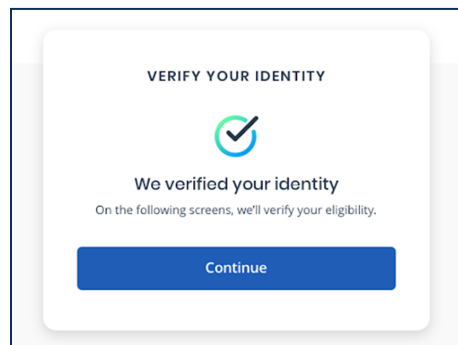 VERIFY YOUR IDENTITY
We verified your identity
On the following screens, we'll verify your eligibility.
Continue